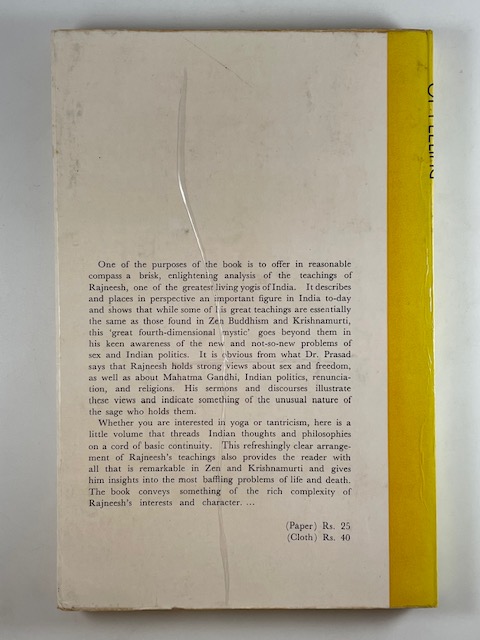 One of the purposes of the book is to offer in reasonable
compass a brisk, enlightening analysis of the teachings of
Rajneesh, one of the greatest living yogis of India. It describes
and places in perspective an important figure in India to-day
and shows that while some of his great teachings are essentially
the same as those found in Zen Buddhism and Krishnamurti,
this 'great fourth-dimensional mystic' goes beyond them in
his keen awareness of the new and not-so-new problems of
sex and Indian politics. It is obvious from what Dr. Prasad
says that Rajneesh holds strong views about sex and freedom,
as well as about Mahatma Gandhi, Indian politics, renuncia-
tion, and religions. His sermons and discourses illustrate
these views and indicate something of the unusual nature of
the sage who holds them.
Whether you are interested in yoga or tantricism, here is a
little volume that threads Indian thoughts and philosophies
on a cord of basic continuity. This refreshingly clear arrange-
ment of Rajneesh's teachings also provides the reader with
all that is remarkable in Zen and Krishnamurti and gives
him insights into the most baffling problems of life and death.
The book conveys something of the rich complexity of
Rajneesh's interests and character. ...
(Paper) Rs. 25
(Cloth) Rs. 40